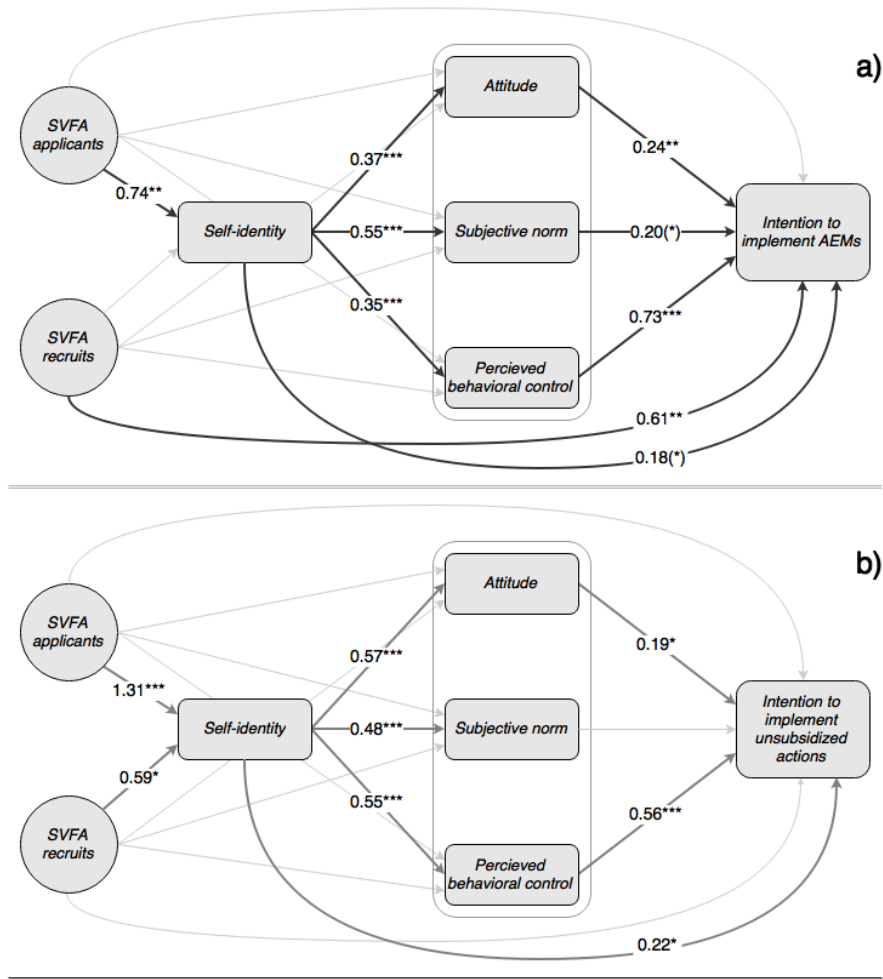 a)
SVFA
applicants
Attitude
0.37***
0.24**
0.74**
Self-identity
0.55***
Subjective norm
0.20(*)
Intention to
implement AEMs
SVFA
recruits
0.35***
0.73***
Percieved
behavioral control
0.61**
0.18(*)
b)
SVFA
applicants
Attitude
0.57***
0.19*
1.31***
Self-identity
0.48***
Subjective norm
Intention to
implement
unsubsidized
actions
0.59*
SVFA
recruits
0.55***
0.56***
Percieved
behavioral control
0.22*